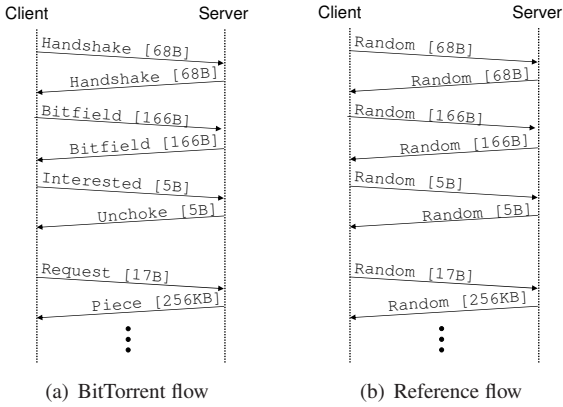 Client Server
Handshake [68B]
Handshake [68B]
Bitfield [166B]
Bitfield [166B]
Interested [5B]
Unchoke [5B]
Request [17B]
Piece [256KB]
(a) BitTorrent flow
Client Server
Random [68B]
Random [68B]
Random [166B]
Random [166B]
Random [5B]
Random [5B]
Random [17B]
Random [256KB]
(b) Reference flow